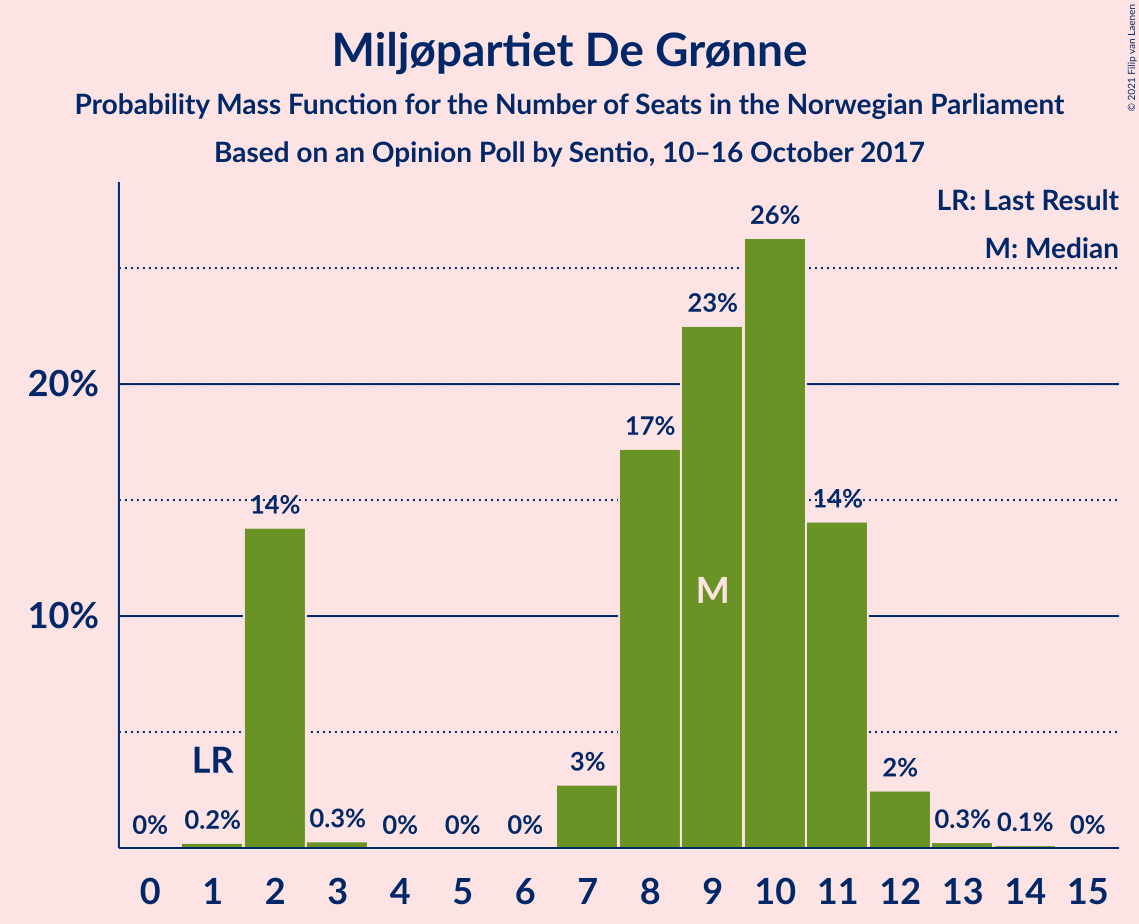 Miljøpartiet De Grønne
Probability Mass Function for the Number of Seats in the Norwegian Parliament
Based on an Opinion Poll by Sentio, 10–16 October 2017
© 2021 Filip van Laenen
LR: Last Result
M: Median
26%
23%
20%
17%
14%
14%
M
10%
LR
3%
2%
0%
0.2%
0.3%
0%
0%
0%
0.3%
0.1%
0%
0 1 2 3 4 5 6 7 8 9 10 11 12 13 14 15